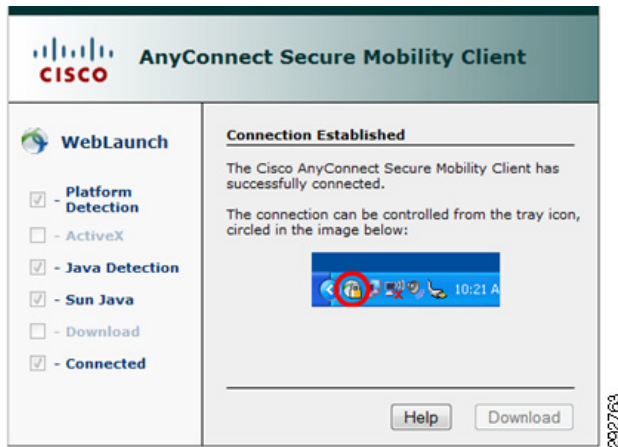 CISCO
AnyConnect Secure Mobility Client
WebLaunch
- Platform
Detection
- ActiveX
- Java Detection
- Sun Java
- Download
- Connected
Connection Established
The Cisco AnyConnect Secure Mobility Client has
successfully connected.
The connection can be controlled from the tray icon,
circled in the image below:
10:21 A
Help
Download
292763